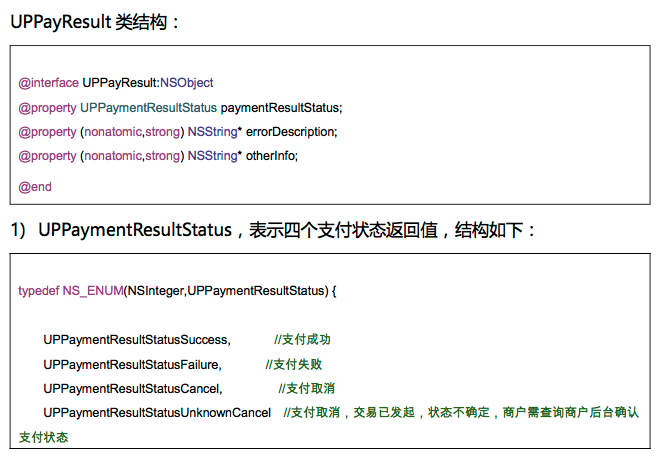 UPPayResult 类结构：
@interface UPPayResult:NSObject
@property UPPaymentResultStatus paymentResultStatus;
@property (nonatomic,strong) NSString* errorDescription;
@property (nonatomic,strong) NSString* otherInfo;
@end
1） UPPaymentResultStatus，表示四个支付状态返回值，结构如下：
typedef NS_ENUM(NSInteger,UPPaymentResultStatus) {
UPPaymentResultStatusSuccess, //支付成功
UPPaymentResultStatusFailure, //支付失败
UPPaymentResultStatusCancel, //支付取消
UPPaymentResultStatusUnknownCancel //支付取消，交易已发起，状态不确定，商户需查询商户后台确认
支付状态